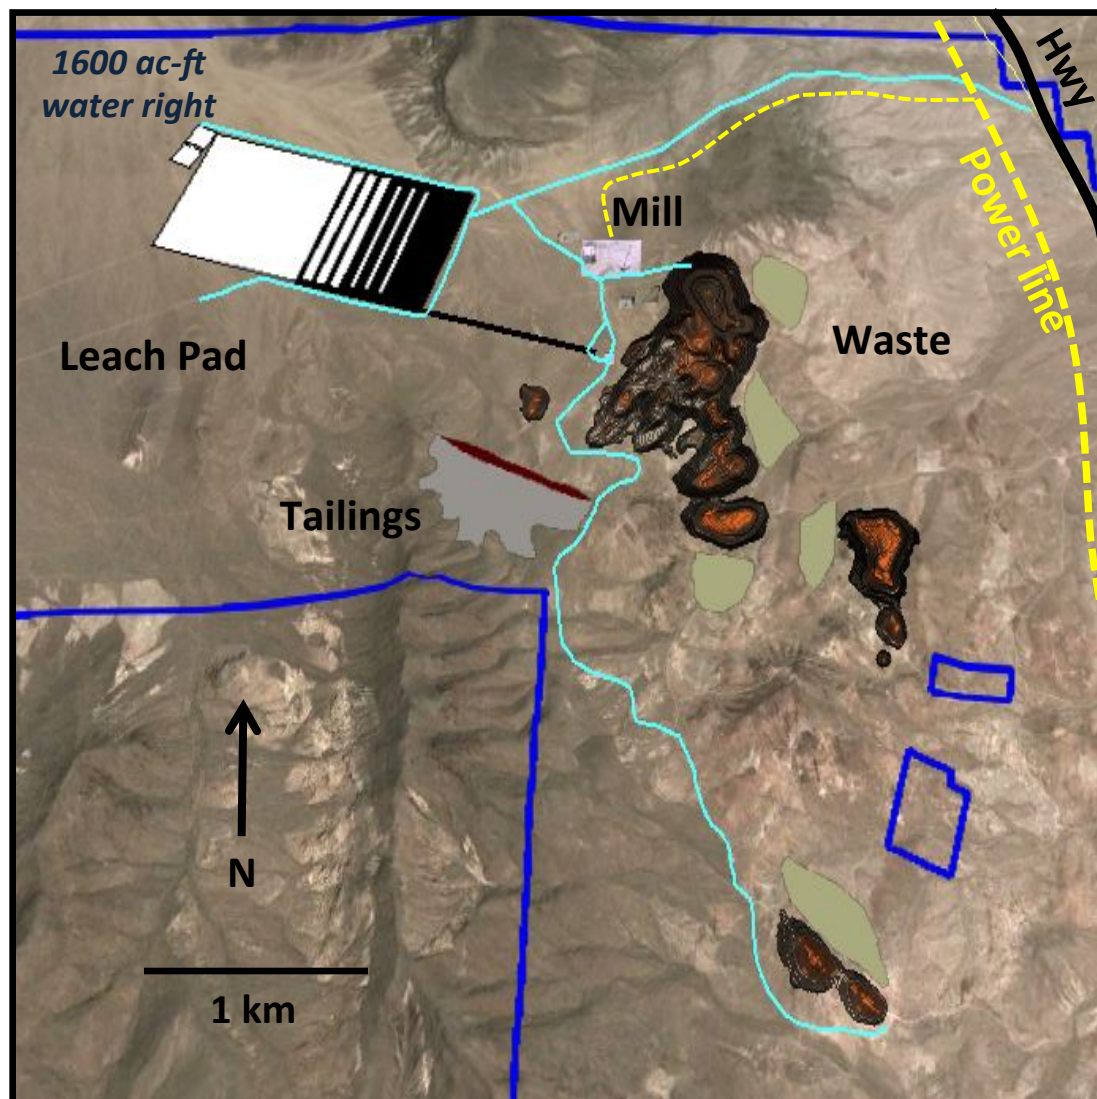 1600 ac-ft
water right
Hwy
Power line
Mill
Waste
Leach Pad
Tailings
N
1 km